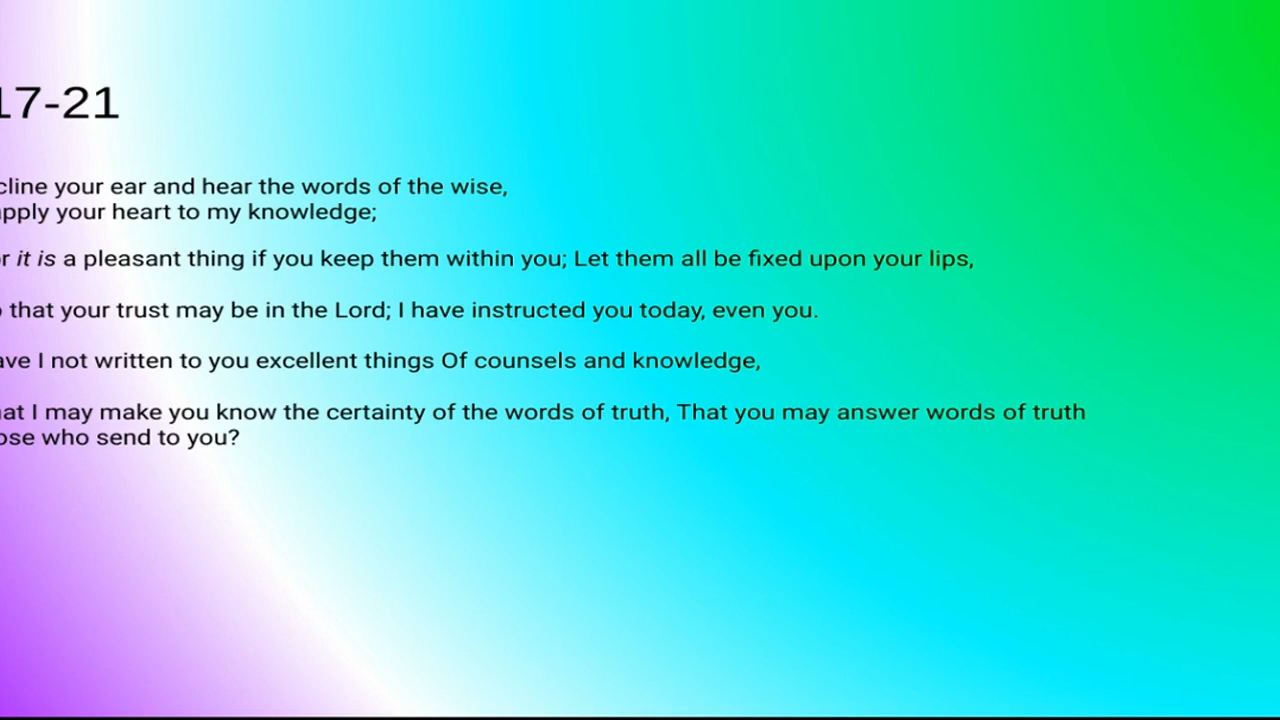 17-21
cline your ear and hear the words of the wise,
apply your heart to my knowledge;
r it is a pleasant thing if you keep them within you; Let them all be fixed upon your lips,
that your trust may be in the Lord; I have instructed you today, even you.
ave I not written to you excellent things Of counsels and knowledge,
at I may make you know the certainty of the words of truth, That you may answer words of truth
ose who send to you?